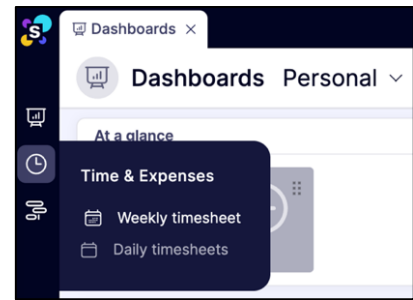 S
Dashboards
Dashboards Personal
At a glance
Time & Expenses
Weekly timesheet
Daily timesheets